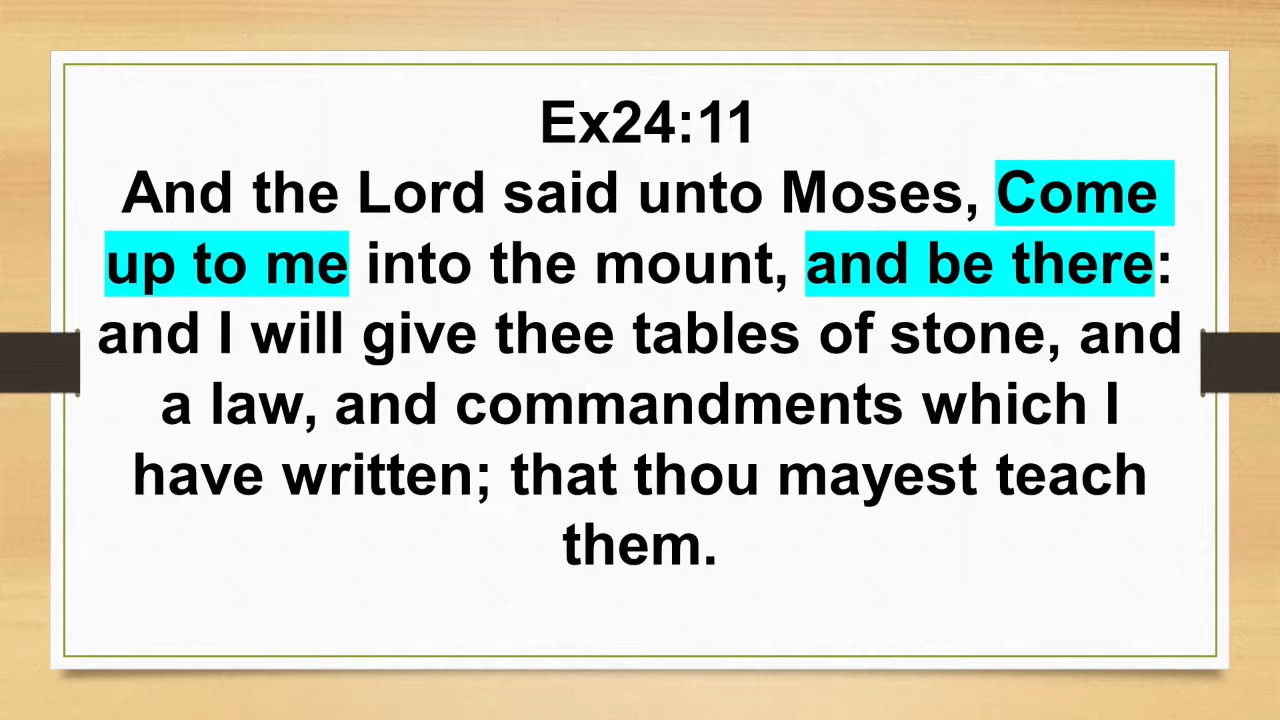 Ex24:11
And the Lord said unto Moses, Come
up to me into the mount, and be there:
and I will give thee tables of stone, and
a law, and commandments which I
have written; that thou mayest teach
them.